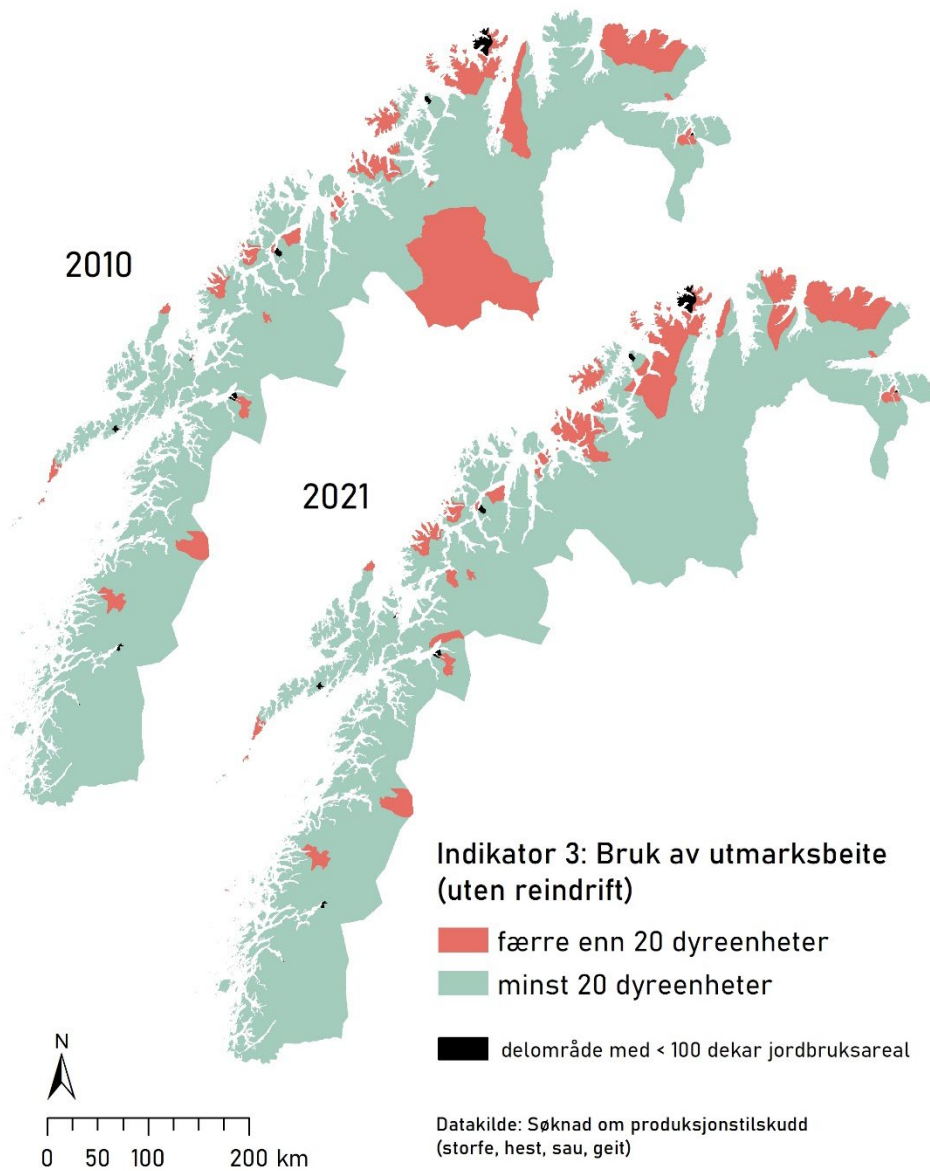 2010
2021
Indikator 3: Bruk av utmarksbeite
(uten reindrift)
færre enn 20 dyreenheter
minst 20 dyreenheter
delområde med < 100 dekar jordbruksareal
N
0 50 100 200 km
Datakilde: Søknad om produksjonstilskudd
(storfe, hest, sau, geit)